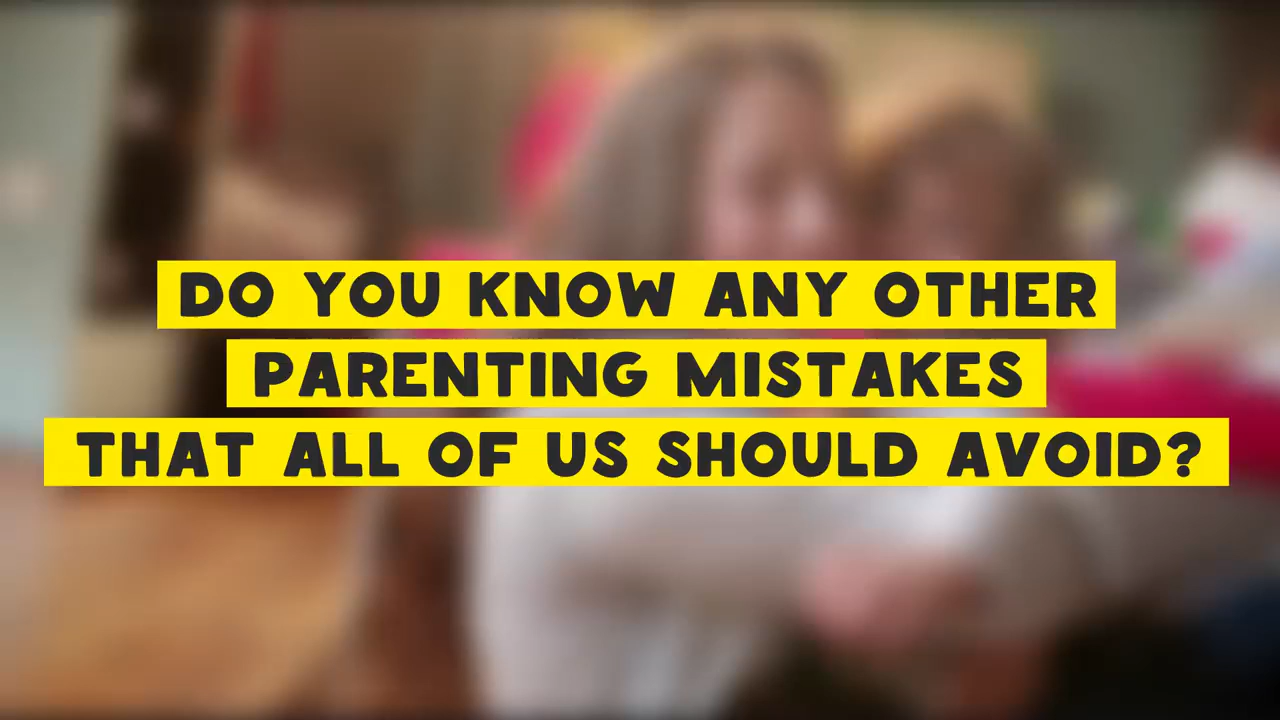 DO YOU KNOW ANY OTHER
PARENTING MISTAKES
THAT ALL OF US SHOULD AVOID?